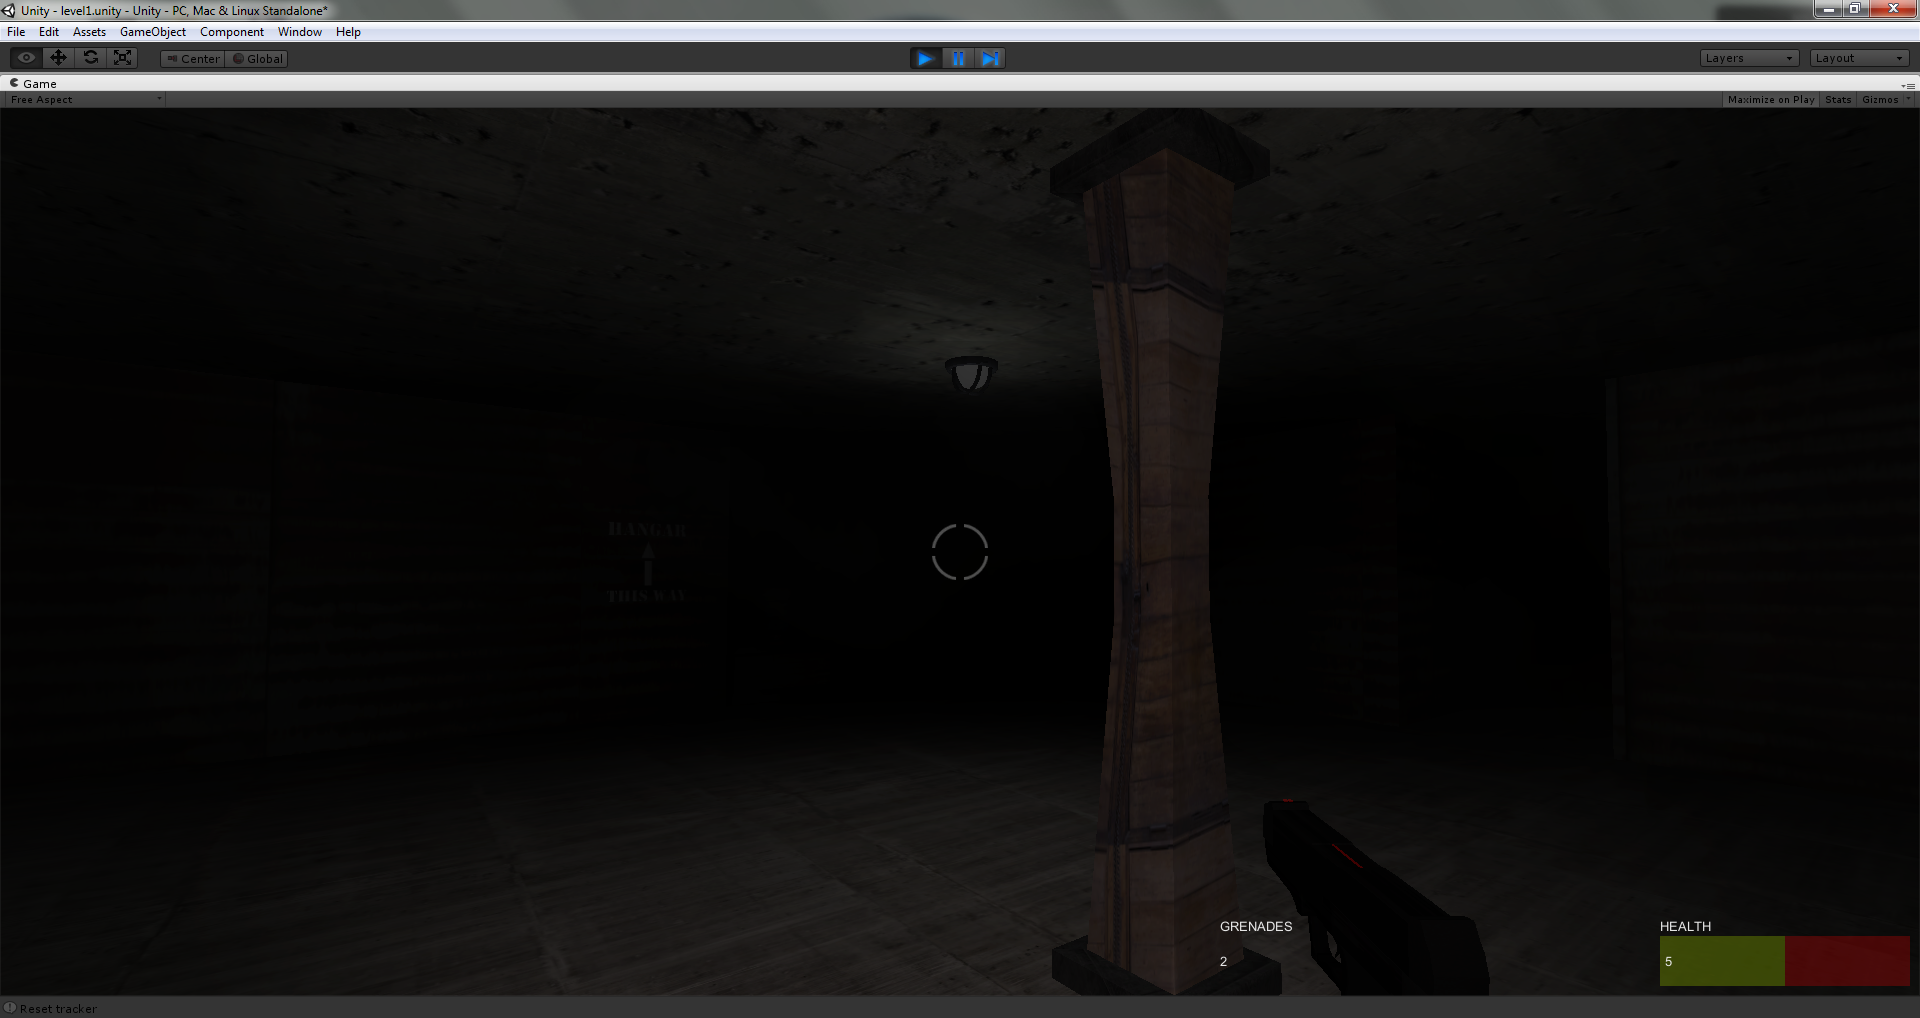 Unity - level1.unity - Unity - PC, Mac & Linux Standalone*
File Edit Assets GameObject Component Window Help
Center Global Layers Layout
Game
Free Aspect Maximize on Play Stats Gizmos
HANGAR
THIS WAY
GRENADES HEALTH
2 5
Reset tracker